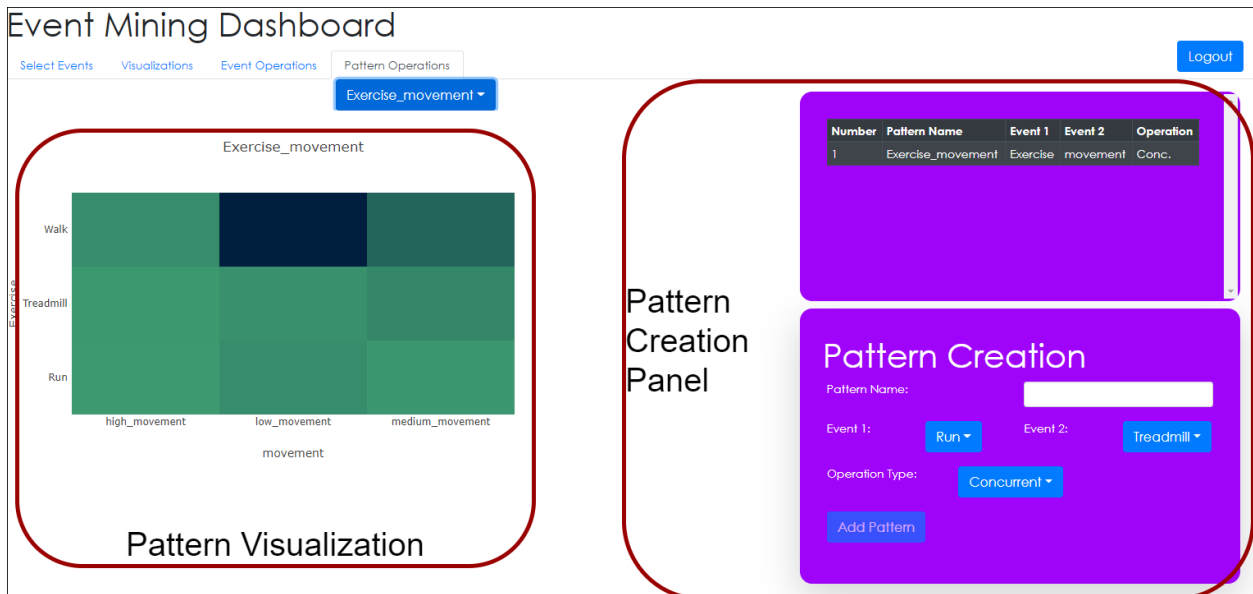 Event Mining Dashboard
Select Events Visualizations Event Operations Pattern Operations
Logout
Exercise_movement
Exercise_movement
Exercise
Walk
Treadmill
Run
high_movement low_movement medium_movement
movement
Pattern Visualization
Pattern
Creation
Panel
Number Pattern Name Event 1 Event 2 Operation
1 Exercise_movement Exercise movement Conc.
Pattern Creation
Pattern Name:
Event 1: Run Event 2: Treadmill
Operation Type: Concurrent
Add Pattern